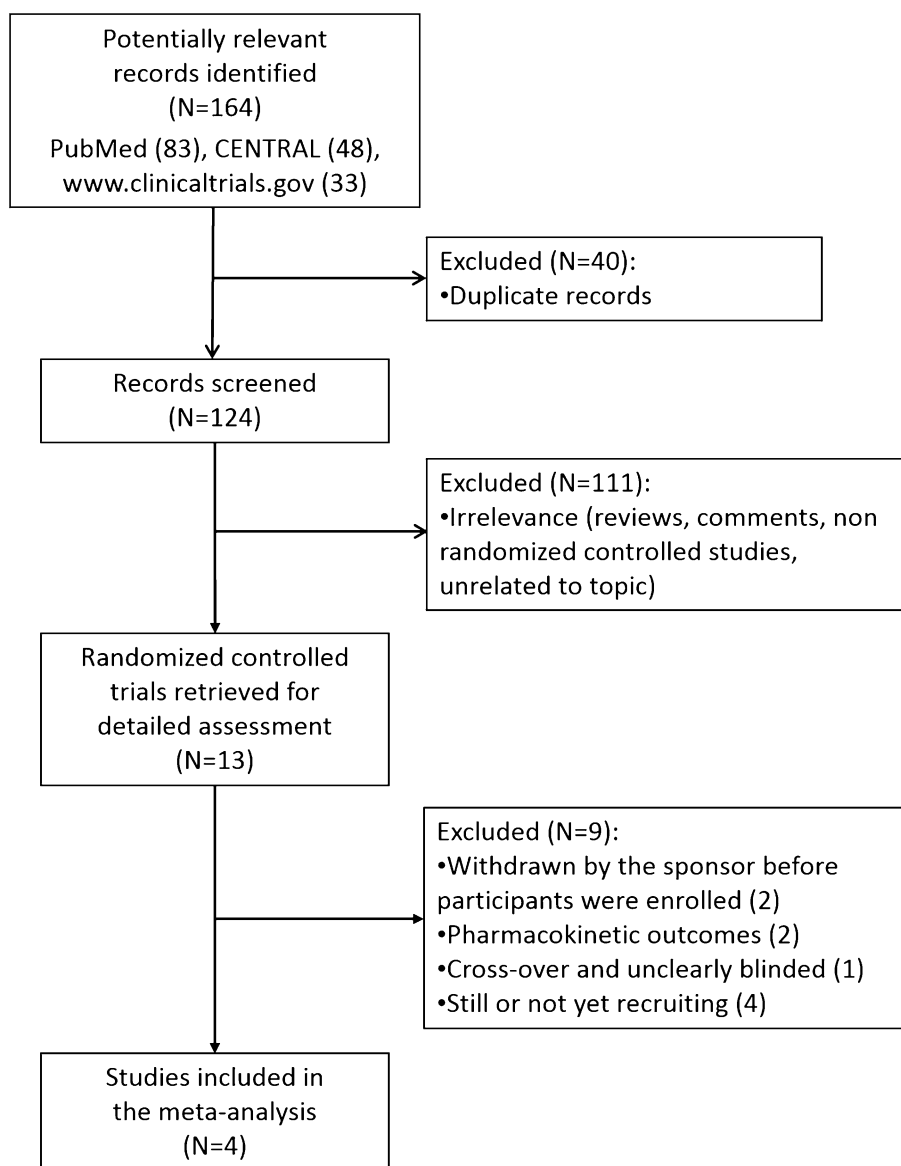 Potentially relevant
records identified
(N=164)
PubMed (83), CENTRAL (48),
www.clinicaltrials.gov (33)
Excluded (N=40):
•Duplicate records
Records screened
(N=124)
Excluded (N=111):
•Irrelevance (reviews, comments, non
randomized controlled studies,
unrelated to topic)
Randomized controlled
trials retrieved for
detailed assessment
(N=13)
Excluded (N=9):
•Withdrawn by the sponsor before
participants were enrolled (2)
•Pharmacokinetic outcomes (2)
•Cross-over and unclearly blinded (1)
•Still or not yet recruiting (4)
Studies included in
the meta-analysis
(N=4)